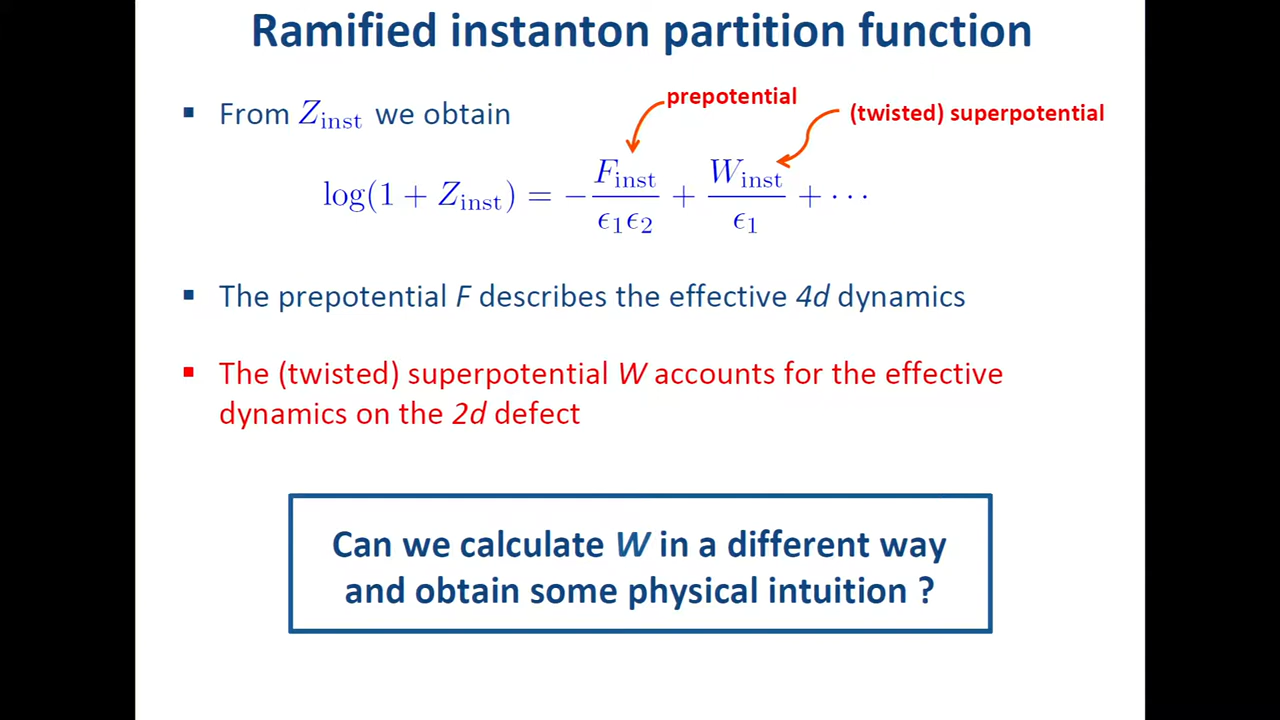 Ramified instanton partition function
prepotential
(twisted) superpotential
▪ From Z_inst we obtain
log(1 + Z_inst) = − F_inst / ϵ₁ϵ₂ + W_inst / ϵ₁ + ⋯
▪ The prepotential F describes the effective 4d dynamics
▪ The (twisted) superpotential W accounts for the effective
dynamics on the 2d defect
Can we calculate W in a different way
and obtain some physical intuition ?